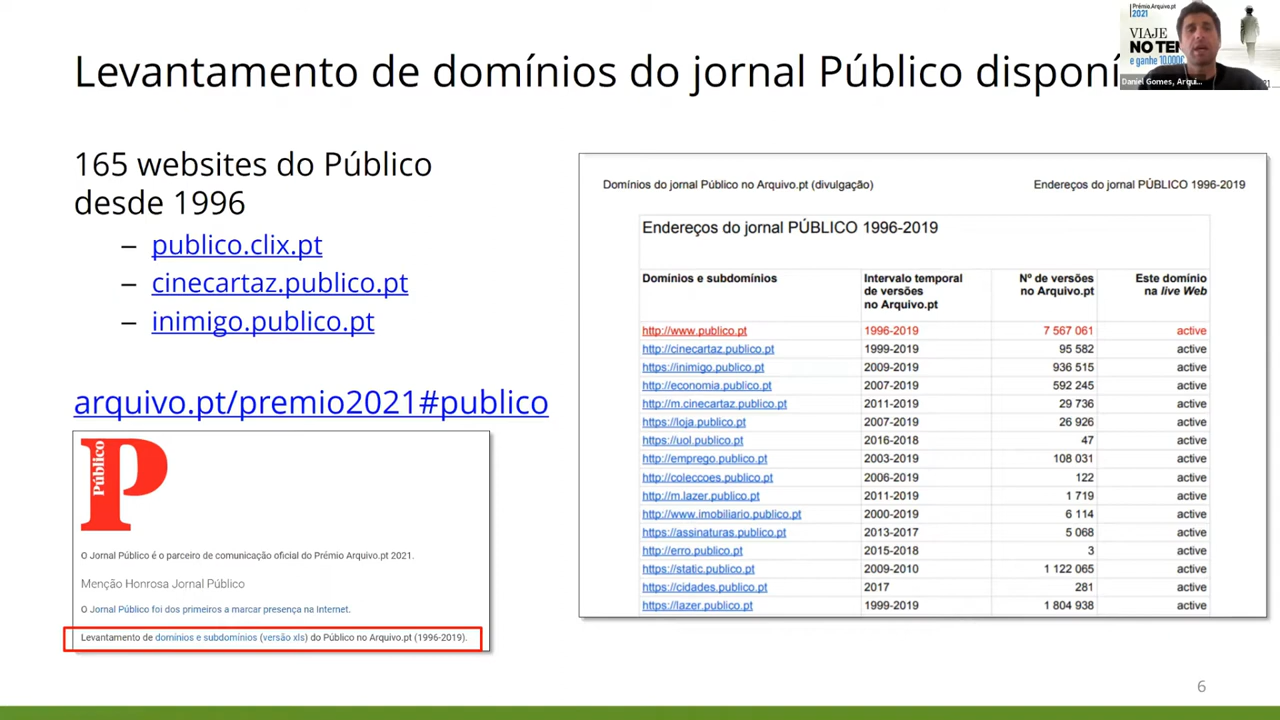 Levantamento de domínios do jornal Público disponí
Prémio.Arquivo.pt
2021
VIAJE
NO TEM
e ganhe 10.000€
Daniel Gomes, Arqui...
165 websites do Público
desde 1996
– publico.clix.pt
– cinecartaz.publico.pt
– inimigo.publico.pt
arquivo.pt/premio2021#publico
Público
P
O Jornal Público é o parceiro de comunicação oficial do Prémio Arquivo.pt 2021.
Menção Honrosa Jornal Público
O Jornal Público foi dos primeiros a marcar presença na Internet.
Levantamento de domínios e subdomínios (versão xls) do Público no Arquivo.pt (1996-2019).
Domínios do jornal Público no Arquivo.pt (divulgação) Endereços do jornal PÚBLICO 1996-2019
Endereços do jornal PÚBLICO 1996-2019
Domínios e subdomínios Intervalo temporal Nº de versões Este domínio
de versões no Arquivo.pt na live Web
no Arquivo.pt
http://www.publico.pt 1996-2019 7 567 061 active
http://cinecartaz.publico.pt 1999-2019 95 582 active
https://inimigo.publico.pt 2009-2019 936 515 active
http://economia.publico.pt 2007-2019 592 245 active
http://m.cinecartaz.publico.pt 2011-2019 29 736 active
https://loja.publico.pt 2007-2019 26 926 active
https://uol.publico.pt 2016-2018 47 active
http://emprego.publico.pt 2003-2019 108 031 active
http://coleccoes.publico.pt 2006-2019 122 active
http://m.lazer.publico.pt 2011-2019 1 719 active
http://www.imobiliario.publico.pt 2000-2019 6 114 active
https://assinaturas.publico.pt 2013-2017 5 068 active
http://erro.publico.pt 2015-2018 3 active
https://static.publico.pt 2009-2010 1 122 065 active
https://cidades.publico.pt 2017 281 active
https://lazer.publico.pt 1999-2019 1 804 938 active
6